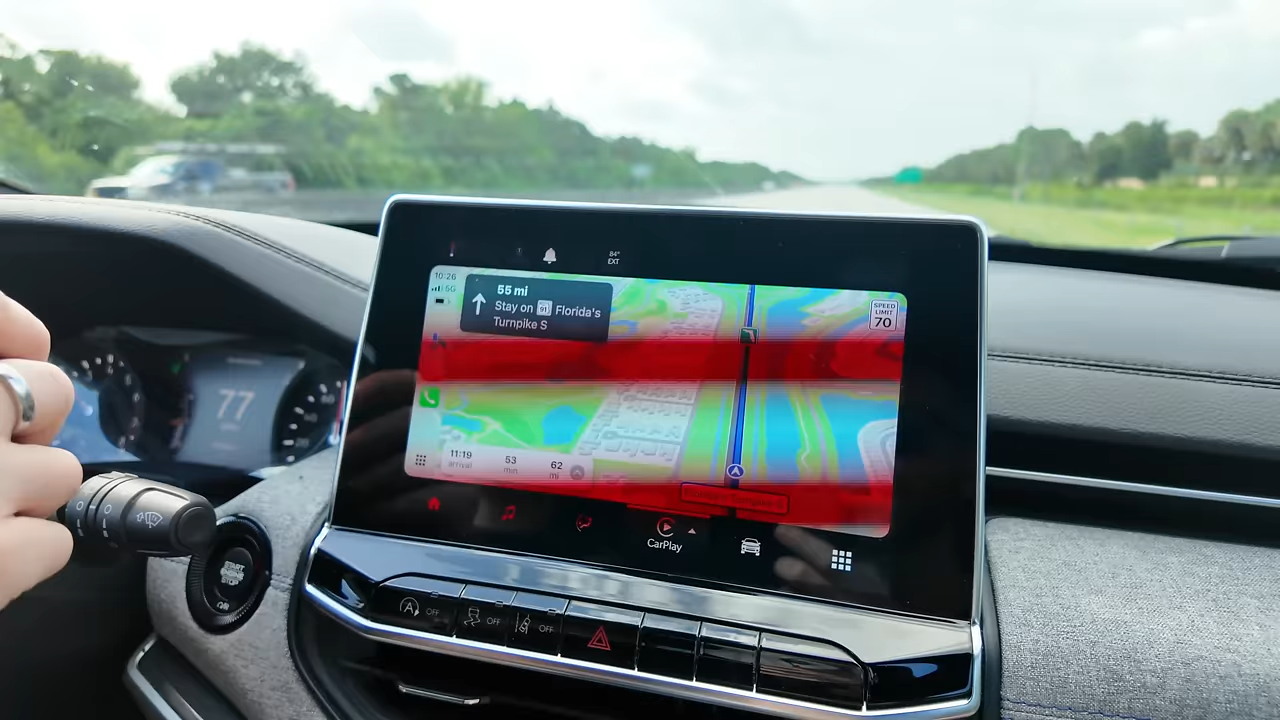 84°
EXT
10:26
5G
55 mi
Stay on 91 Florida's
Turnpike S
SPEED
LIMIT
70
77
11:19
arrival
53
min
62
mi
CarPlay
START
ENGINE
STOP
A OFF
OFF
OFF